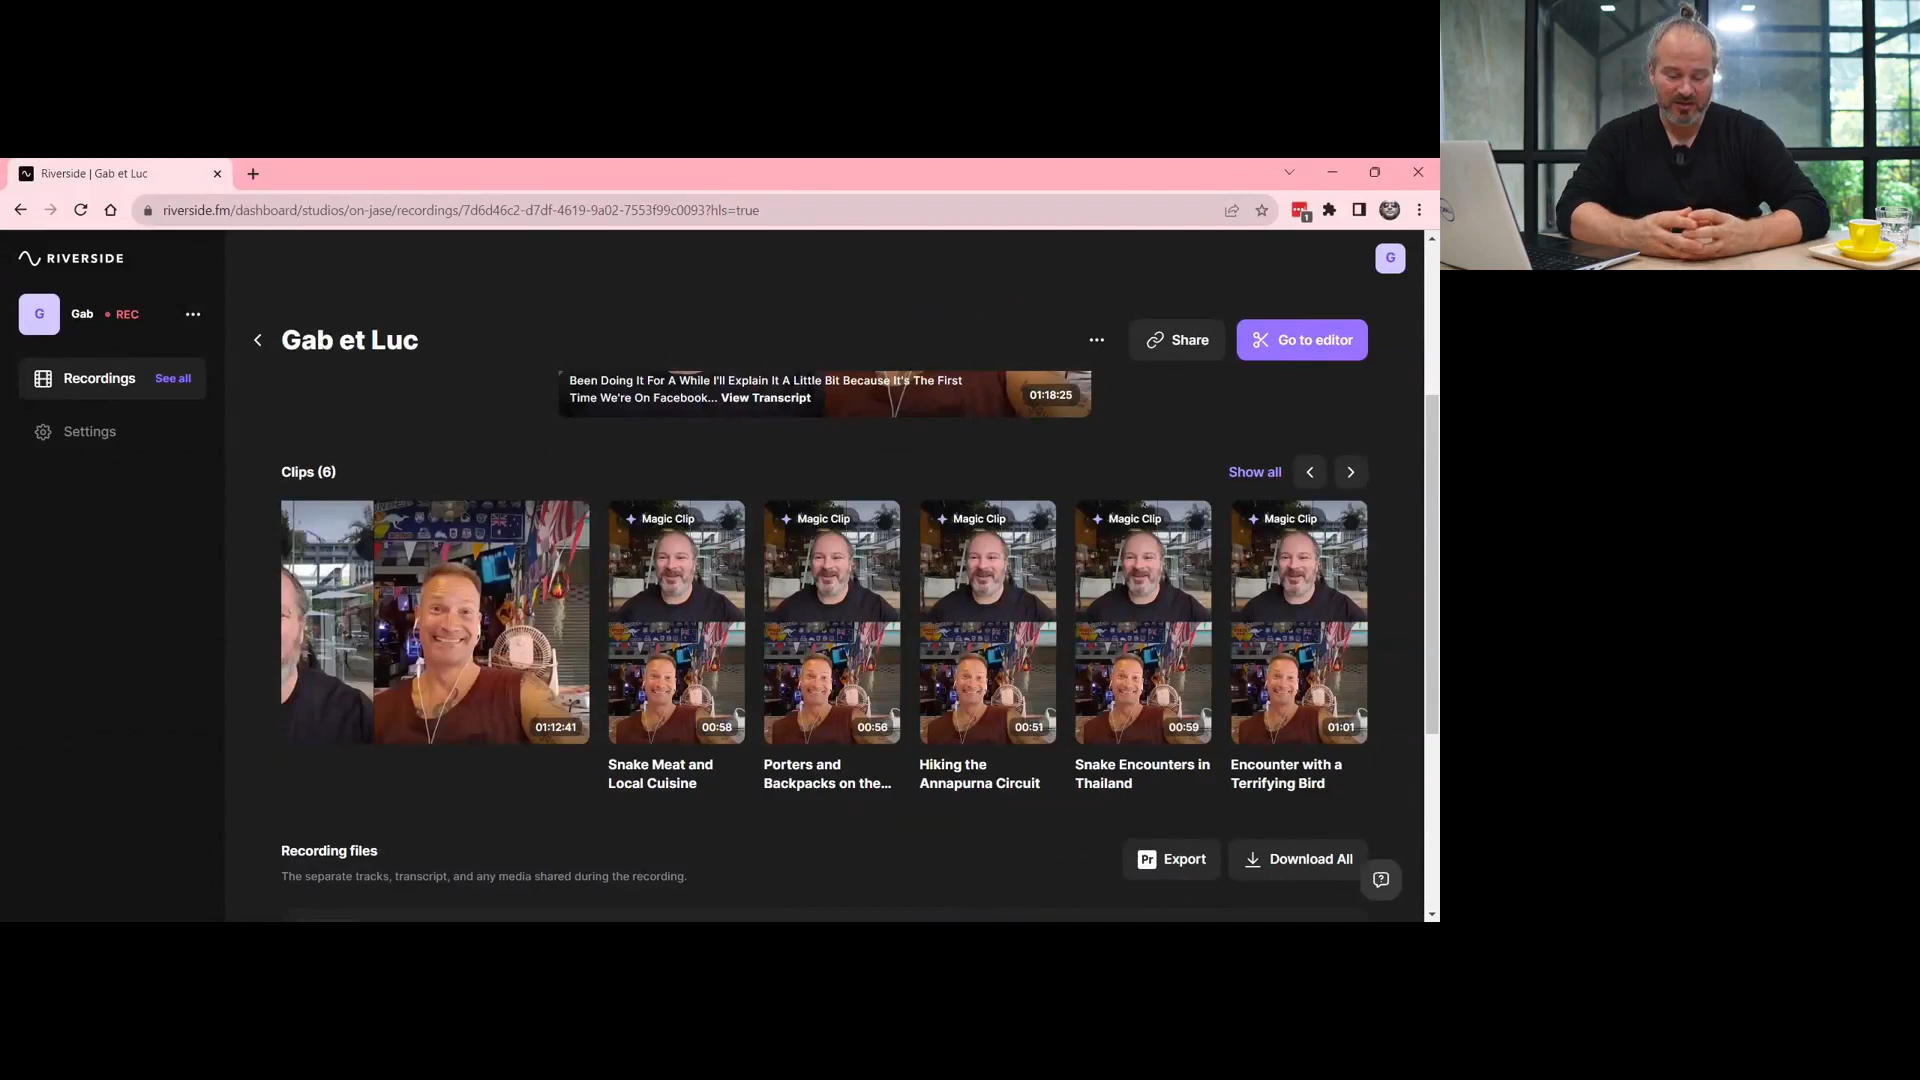 Riverside | Gab et Luc
riverside.fm/dashboard/studios/on-jase/recordings/7d6d46c2-d7df-4619-9a02-7553f99c0093?hls=true
1
RIVERSIDE
G
G
Gab
REC
Gab et Luc
Share
Go to editor
Recordings
See all
Settings
Been Doing It For A While I'll Explain It A Little Bit Because It's The First
Time We're On Facebook... View Transcript
01:18:25
Clips (6)
Show all
Magic Clip
Magic Clip
Magic Clip
Magic Clip
Magic Clip
01:12:41
00:58
00:56
00:51
00:59
01:01
Snake Meat and
Local Cuisine
Porters and
Backpacks on the...
Hiking the
Annapurna Circuit
Snake Encounters in
Thailand
Encounter with a
Terrifying Bird
Recording files
The separate tracks, transcript, and any media shared during the recording.
Pr Export
Download All